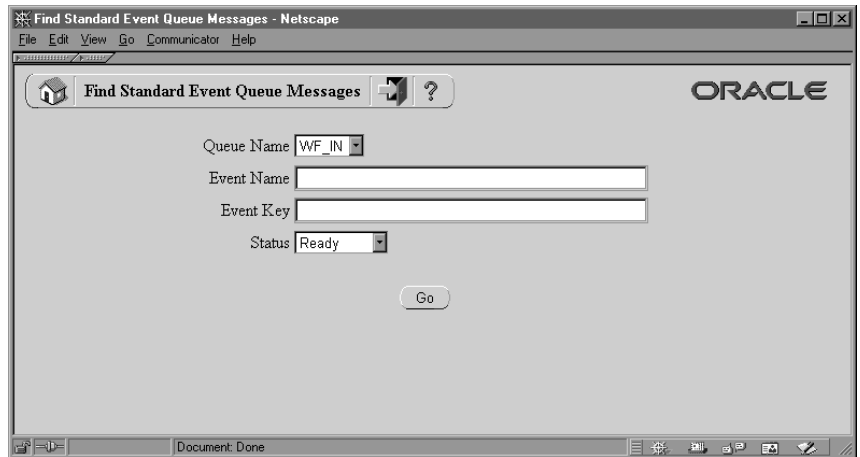 Find Standard Event Queue Messages - Netscape
File Edit View Go Communicator Help
Find Standard Event Queue Messages ?
ORACLE
Queue Name WF_IN
Event Name
Event Key
Status Ready
Go
Document: Done